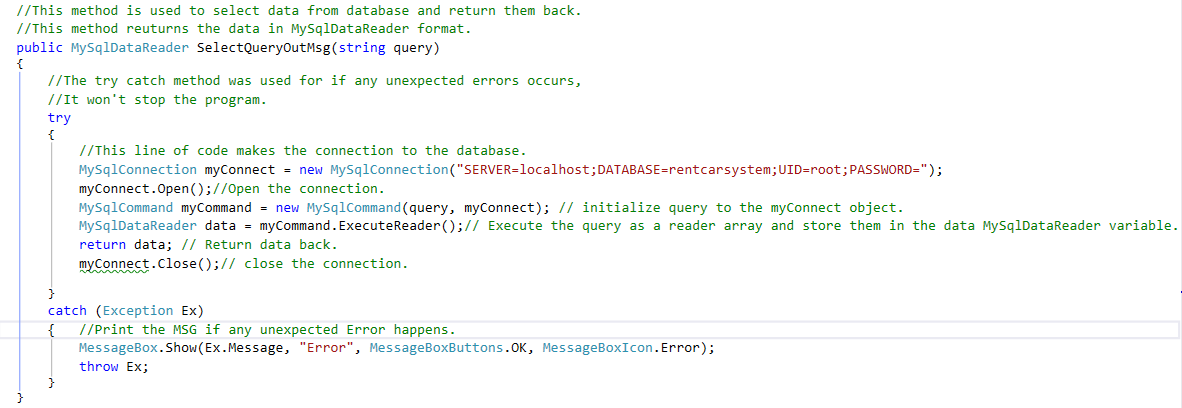 //This method is used to select data from database and return them back.
//This method reuturns the data in MySqlDataReader format.
public MySqlDataReader SelectQueryOutMsg(string query)
{
//The try catch method was used for if any unexpected errors occurs,
//It won't stop the program.
try
{
//This line of code makes the connection to the database.
MySqlConnection myConnect = new MySqlConnection("SERVER=localhost;DATABASE=rentcarsystem;UID=root;PASSWORD=");
myConnect.Open();//Open the connection.
MySqlCommand myCommand = new MySqlCommand(query, myConnect); // initialize query to the myConnect object.
MySqlDataReader data = myCommand.ExecuteReader();// Execute the query as a reader array and store them in the data MySqlDataReader variable.
return data; // Return data back.
myConnect.Close();// close the connection.
}
catch (Exception Ex)
{   //Print the MSG if any unexpected Error happens.
MessageBox.Show(Ex.Message, "Error", MessageBoxButtons.OK, MessageBoxIcon.Error);
throw Ex;
}
}